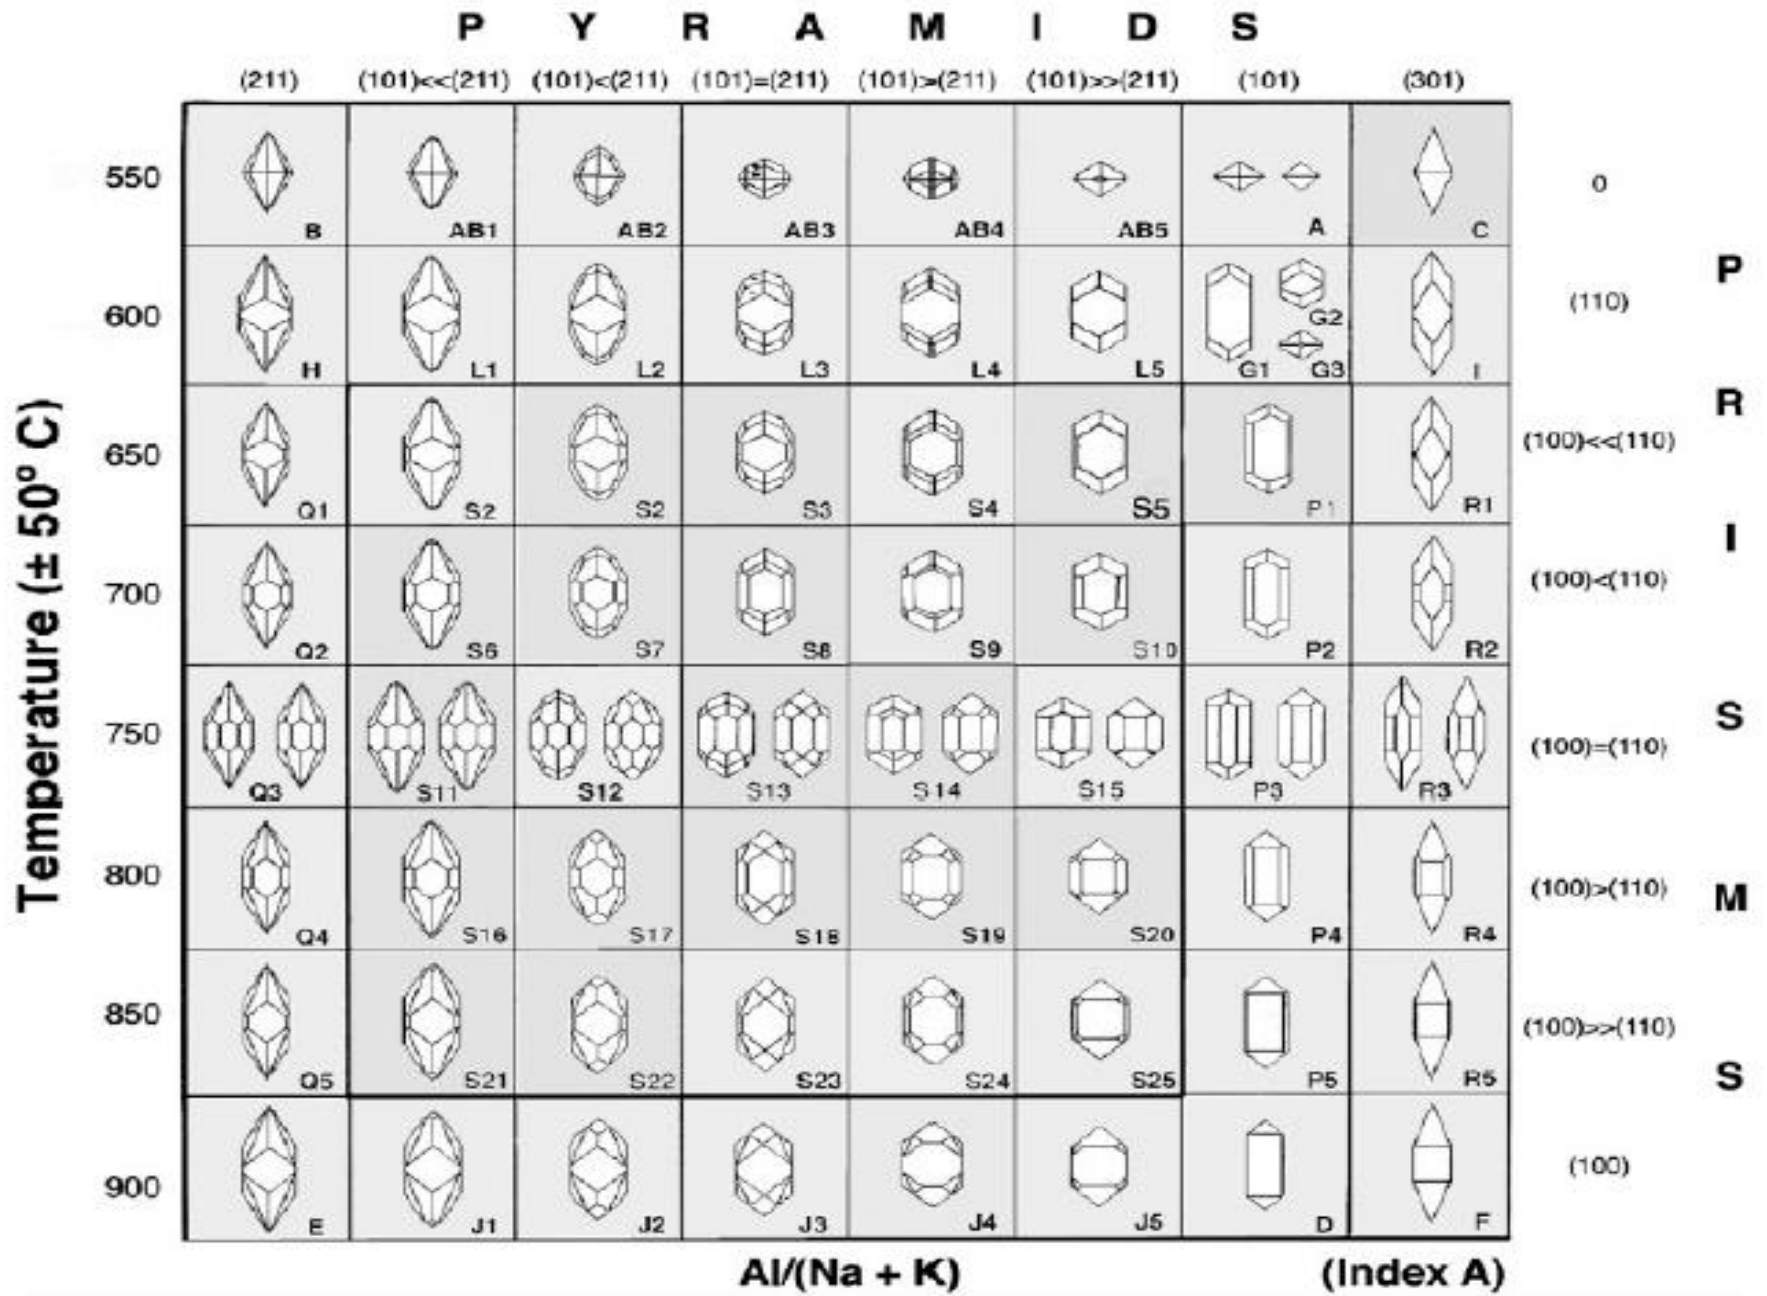 P Y R A M I D S
(211) (101)<<(211) (101)<(211) (101)=(211) (101)>(211) (101)>>(211) (101) (301)
550 0
B AB1 AB2 AB3 AB4 AB5 A C
P
600 (110)
G2
H L1 L2 L3 L4 L5 G1 G3 I
R
650 (100)<<(110)
Q1 S2 S2 S3 S4 S5 P1 R1
I
700 (100)<(110)
Q2 S6 S7 S8 S9 S10 P2 R2
S
750 (100)=(110)
Q3 S11 S12 S13 S14 S15 P3 R3
800 (100)>(110)
M
Q4 S16 S17 S18 S19 S20 P4 R4
850 (100)>>(110)
Q5 S21 S22 S23 S24 S25 P5 R5
S
900 (100)
E J1 J2 J3 J4 J5 D F
Temperature (± 50º C)
Al/(Na + K) (Index A)